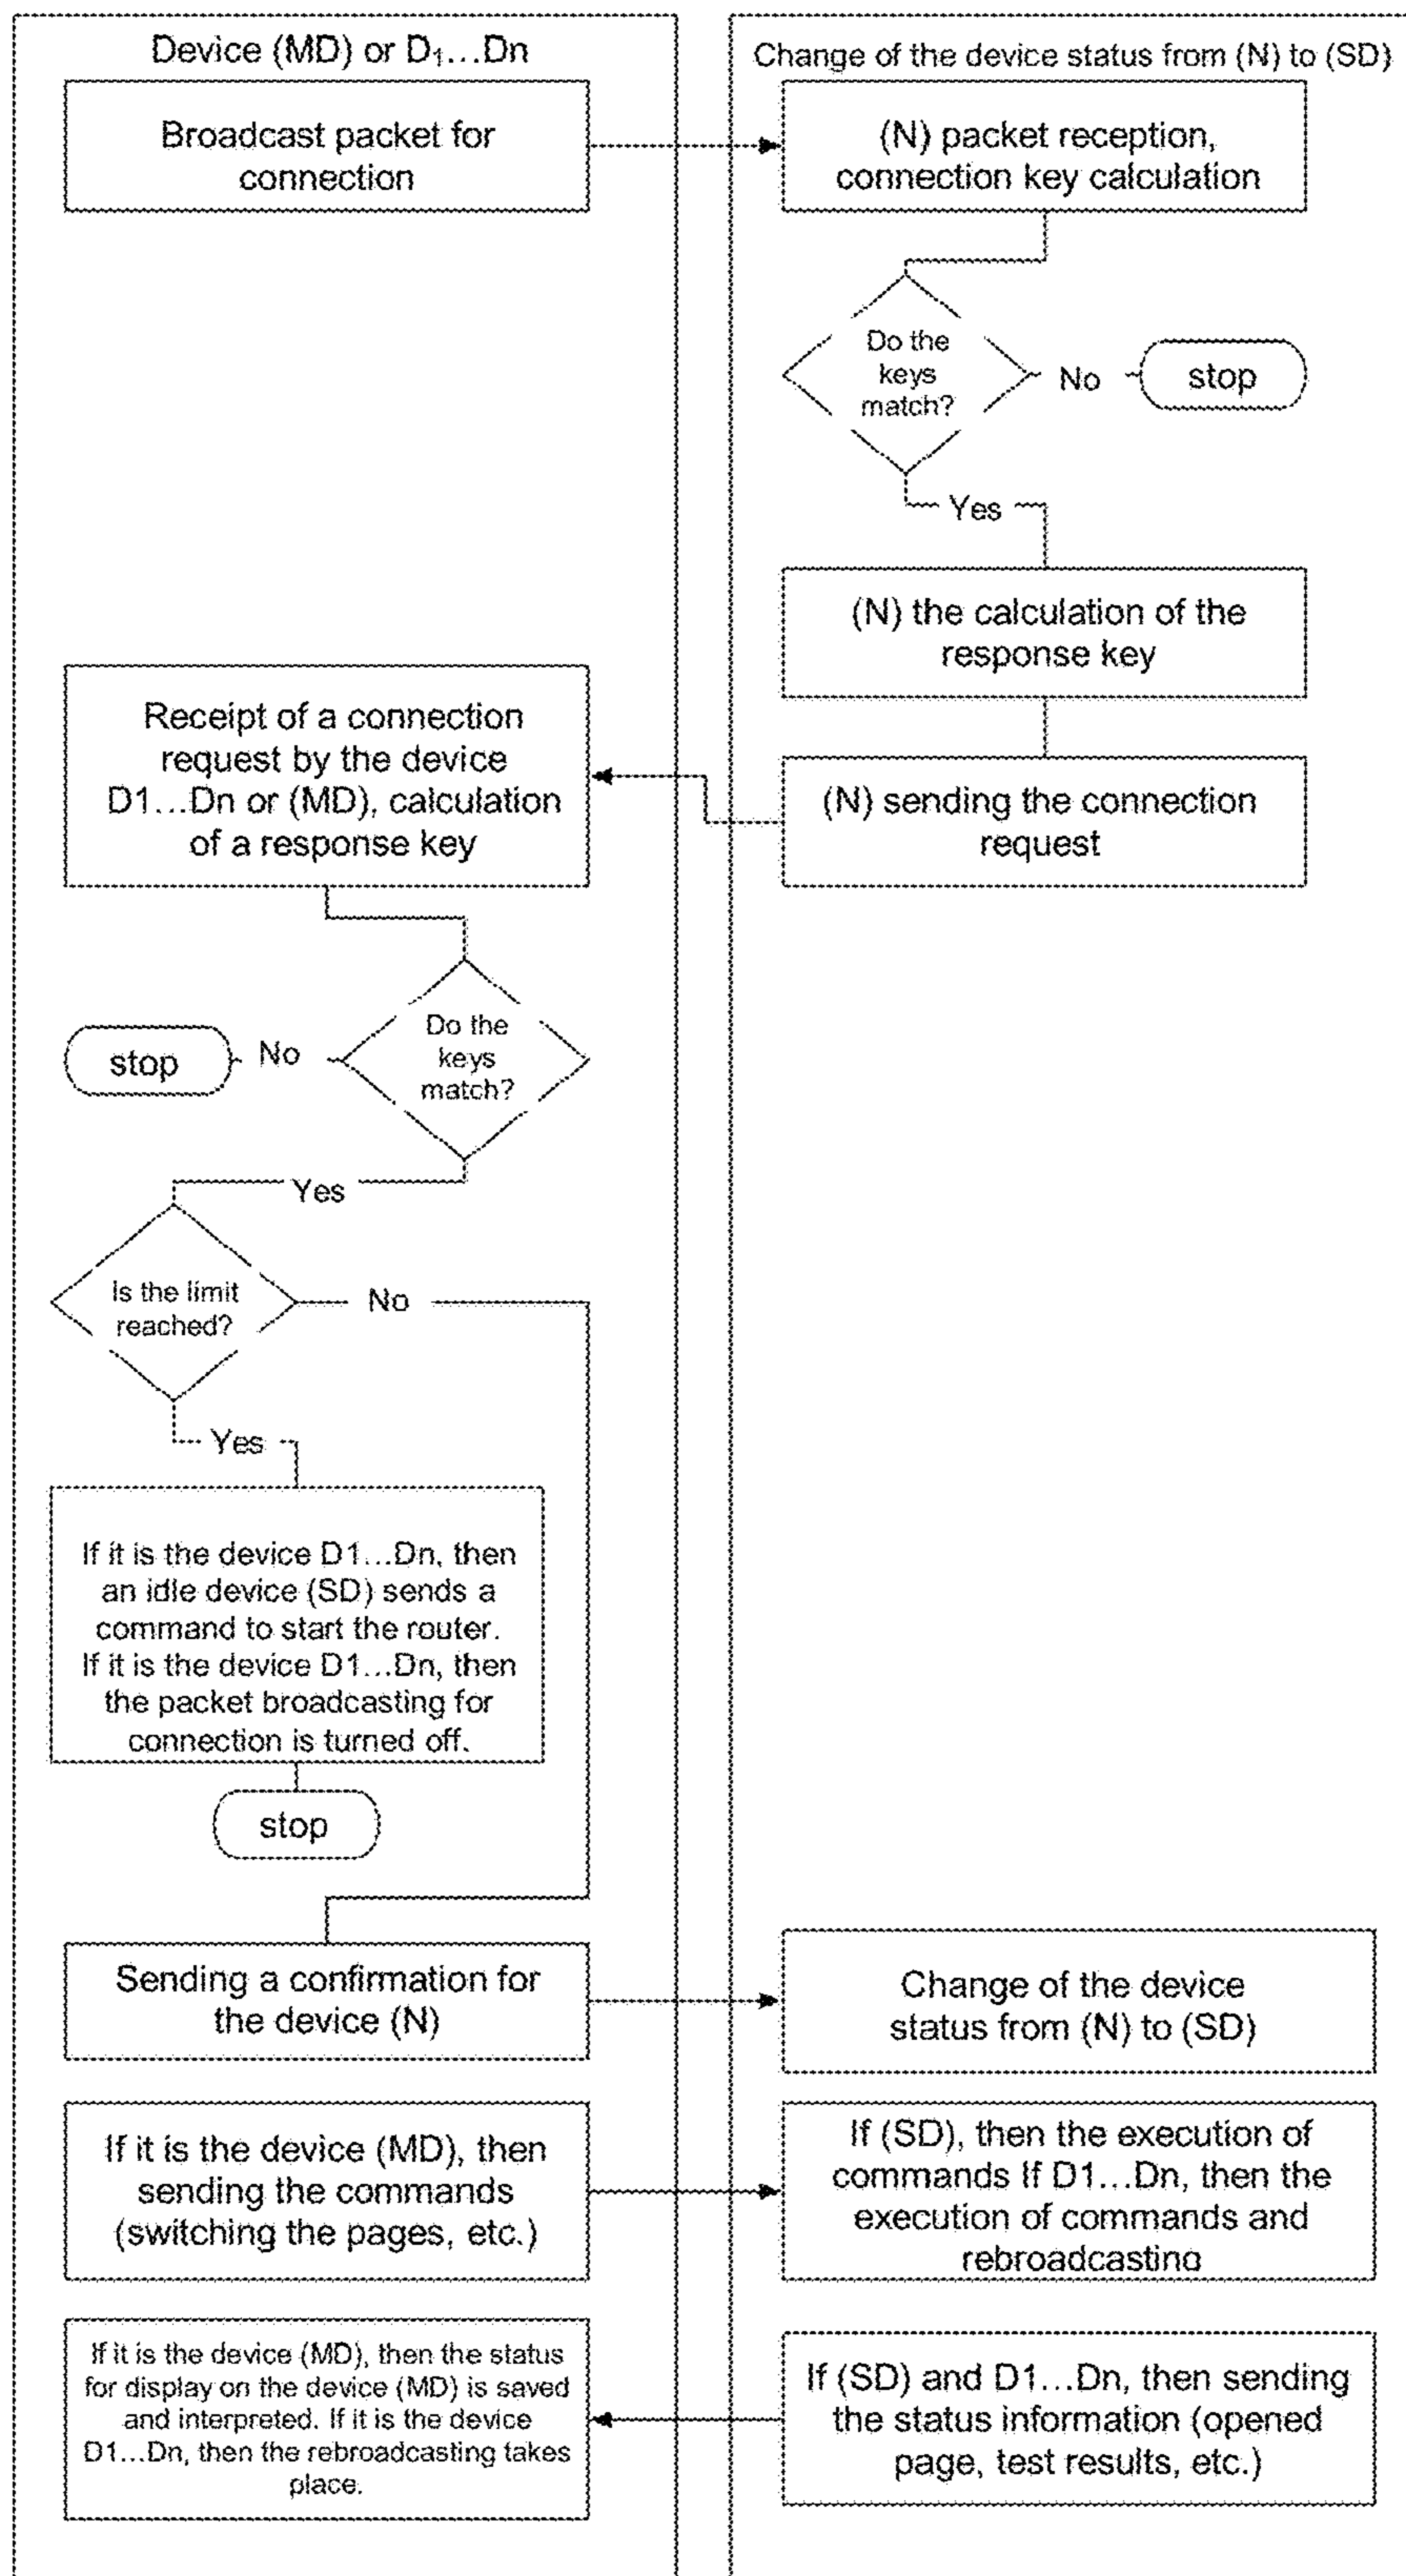 Device (MD) or D₁...Dn
Change of the device status from (N) to (SD)
Broadcast packet for
connection
(N) packet reception,
connection key calculation
Do the
keys
match?
No
stop
Yes
(N) the calculation of the
response key
Receipt of a connection
request by the device
D1...Dn or (MD), calculation
of a response key
(N) sending the connection
request
Do the
keys
match?
No
stop
Yes
Is the limit
reached?
No
Yes
If it is the device D1...Dn, then
an idle device (SD) sends a
command to start the router.
If it is the device D1...Dn, then
the packet broadcasting for
connection is turned off.
stop
Sending a confirmation for
the device (N)
Change of the device
status from (N) to (SD)
If it is the device (MD), then
sending the commands
(switching the pages, etc.)
If (SD), then the execution of
commands If D1...Dn, then the
execution of commands and
rebroadcasting
If it is the device (MD), then the status
for display on the device (MD) is saved
and interpreted. If it is the device
D1...Dn, then the rebroadcasting takes
place.
If (SD) and D1...Dn, then sending
the status information (opened
page, test results, etc.)